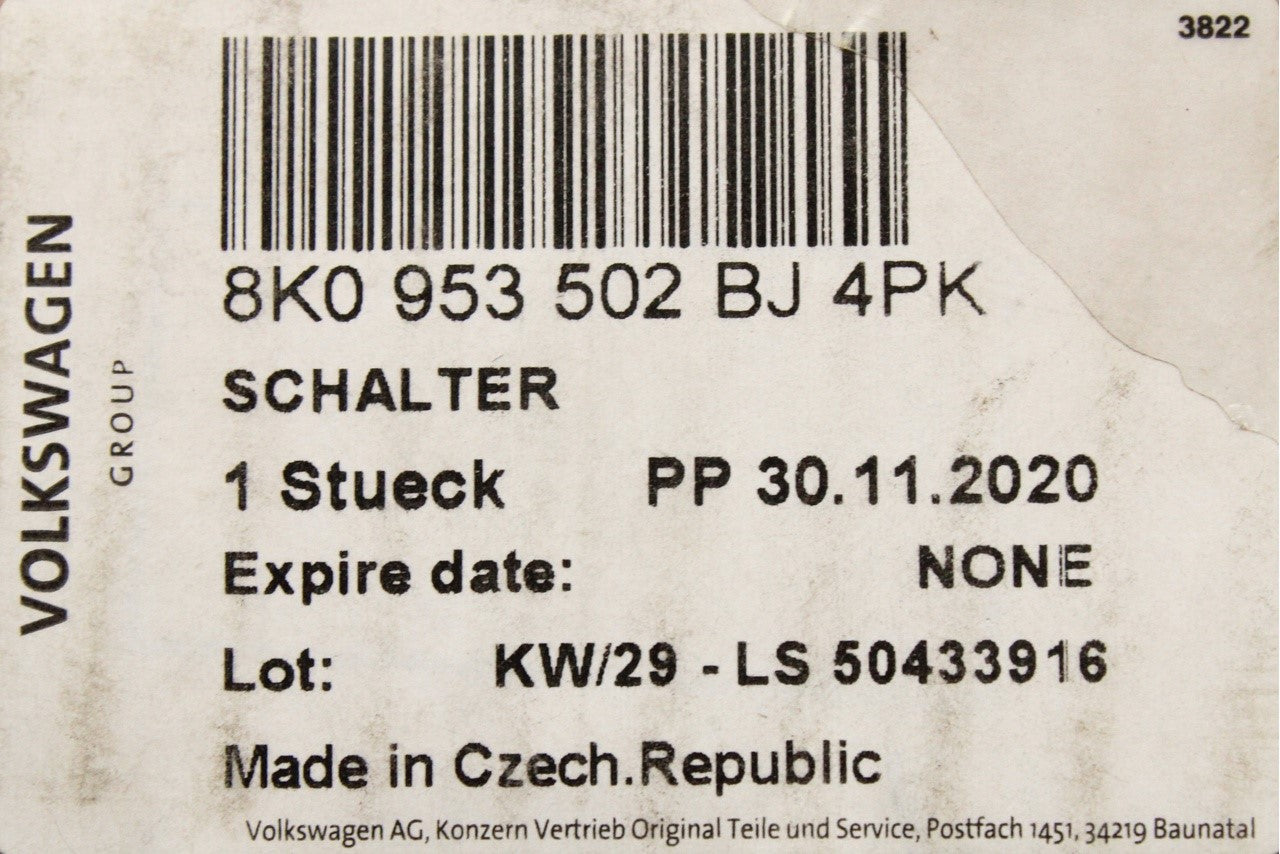 3822
8K0 953 502 BJ 4PK
VOLKSWAGEN
GROUP
SCHALTER
1 Stueck PP 30.11.2020
Expire date: NONE
Lot: KW/29 - LS 50433916
Made in Czech.Republic
Volkswagen AG, Konzern Vertrieb Original Teile und Service, Postfach 1451, 34219 Baunatal